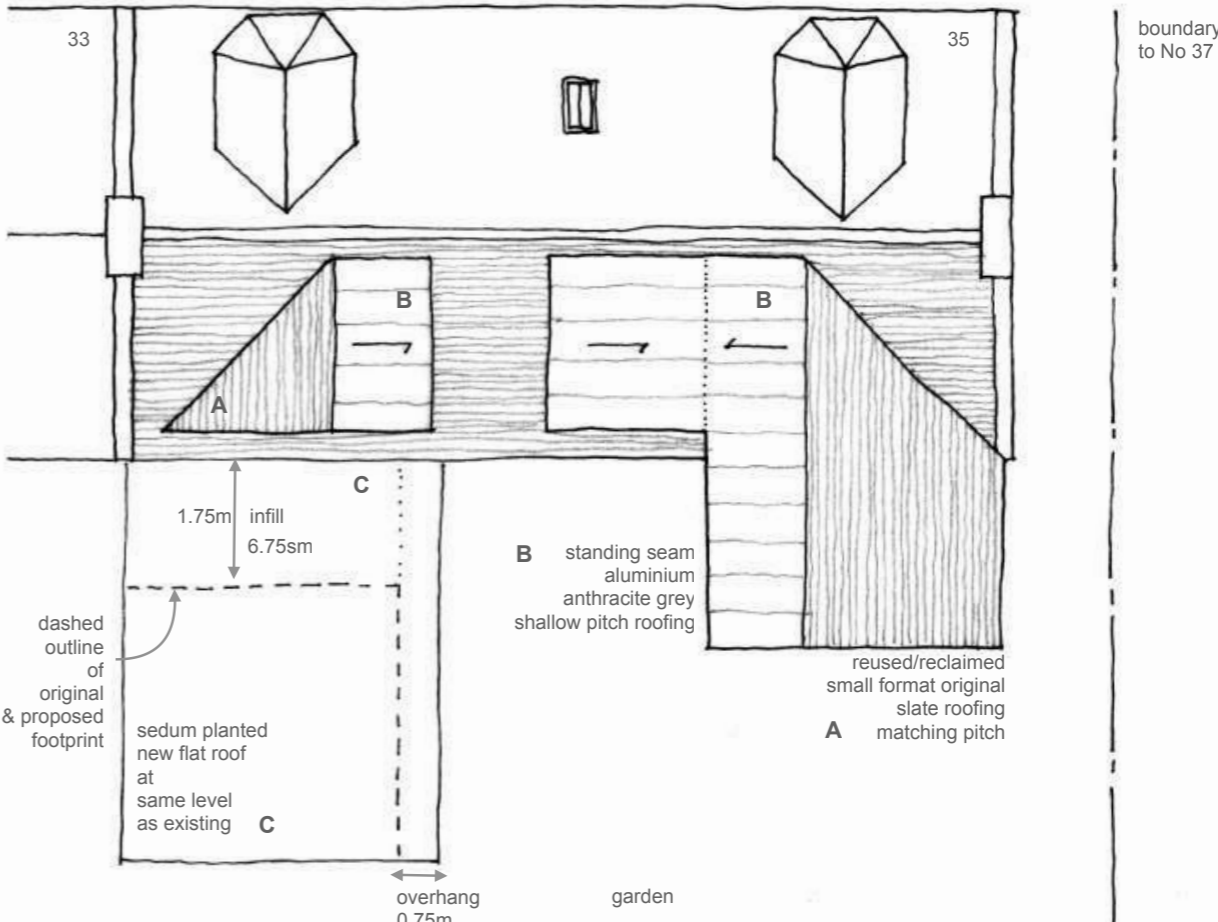 33
35
boundary
to No 37
B
B
A
C
1.75m infill
6.75sm
B standing seam
aluminium
anthracite grey
shallow pitch roofing
dashed
outline
of
original
& proposed
footprint
reused/reclaimed
small format original
slate roofing
A matching pitch
sedum planted
new flat roof
at
same level
as existing C
overhang
0.75m
garden